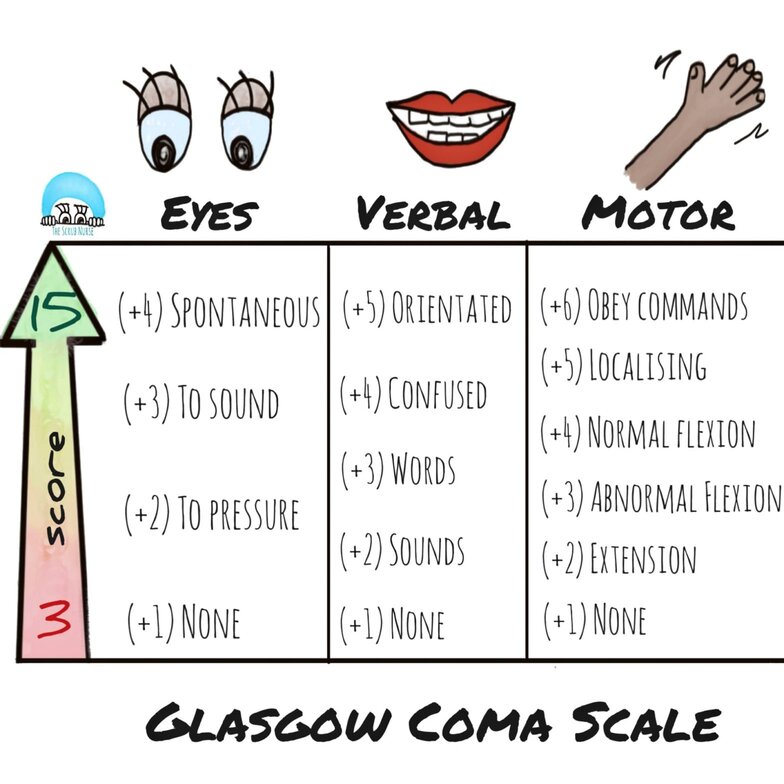 THE SCRUB NURSE
EYES
VERBAL
MOTOR
15
score
3
(+4) SPONTANEOUS
(+3) TO SOUND
(+2) TO PRESSURE
(+1) NONE
(+5) ORIENTATED
(+4) CONFUSED
(+3) WORDS
(+2) SOUNDS
(+1) NONE
(+6) OBEY COMMANDS
(+5) LOCALISING
(+4) NORMAL FLEXION
(+3) ABNORMAL FLEXION
(+2) EXTENSION
(+1) NONE
GLASGOW COMA SCALE